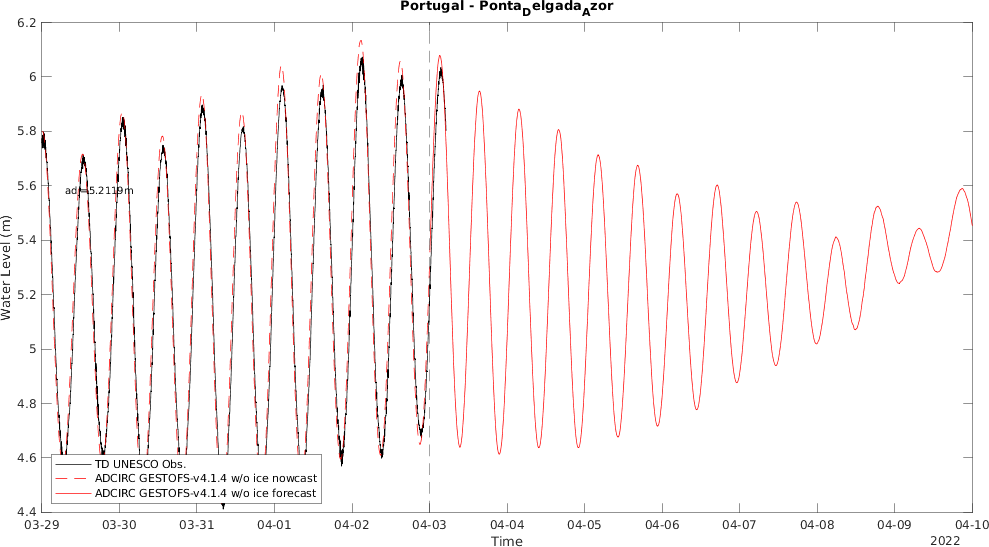 Portugal - PontaDelgadaAzor
6.2
6
5.8
5.6
5.4
5.2
5
4.8
4.6
4.4
Water Level (m)
adj=5.2119m
TD UNESCO Obs.
ADCIRC GESTOFS-v4.1.4 w/o ice nowcast
ADCIRC GESTOFS-v4.1.4 w/o ice forecast
03-29 03-30 03-31 04-01 04-02 04-03 04-04 04-05 04-06 04-07 04-08 04-09 04-10
Time
2022